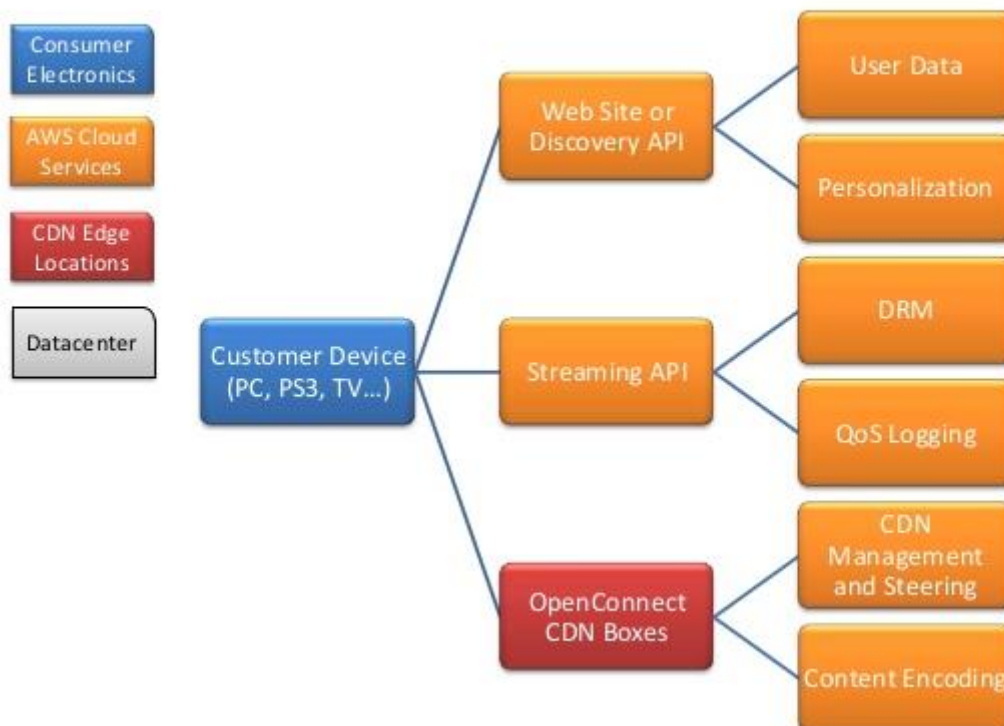 Consumer
Electronics
AWS Cloud
Services
CDN Edge
Locations
Datacenter
Customer Device
(PC, PS3, TV...)
Web Site or
Discovery API
Streaming API
OpenConnect
CDN Boxes
User Data
Personalization
DRM
QoS Logging
CDN
Management
and Steering
Content Encoding